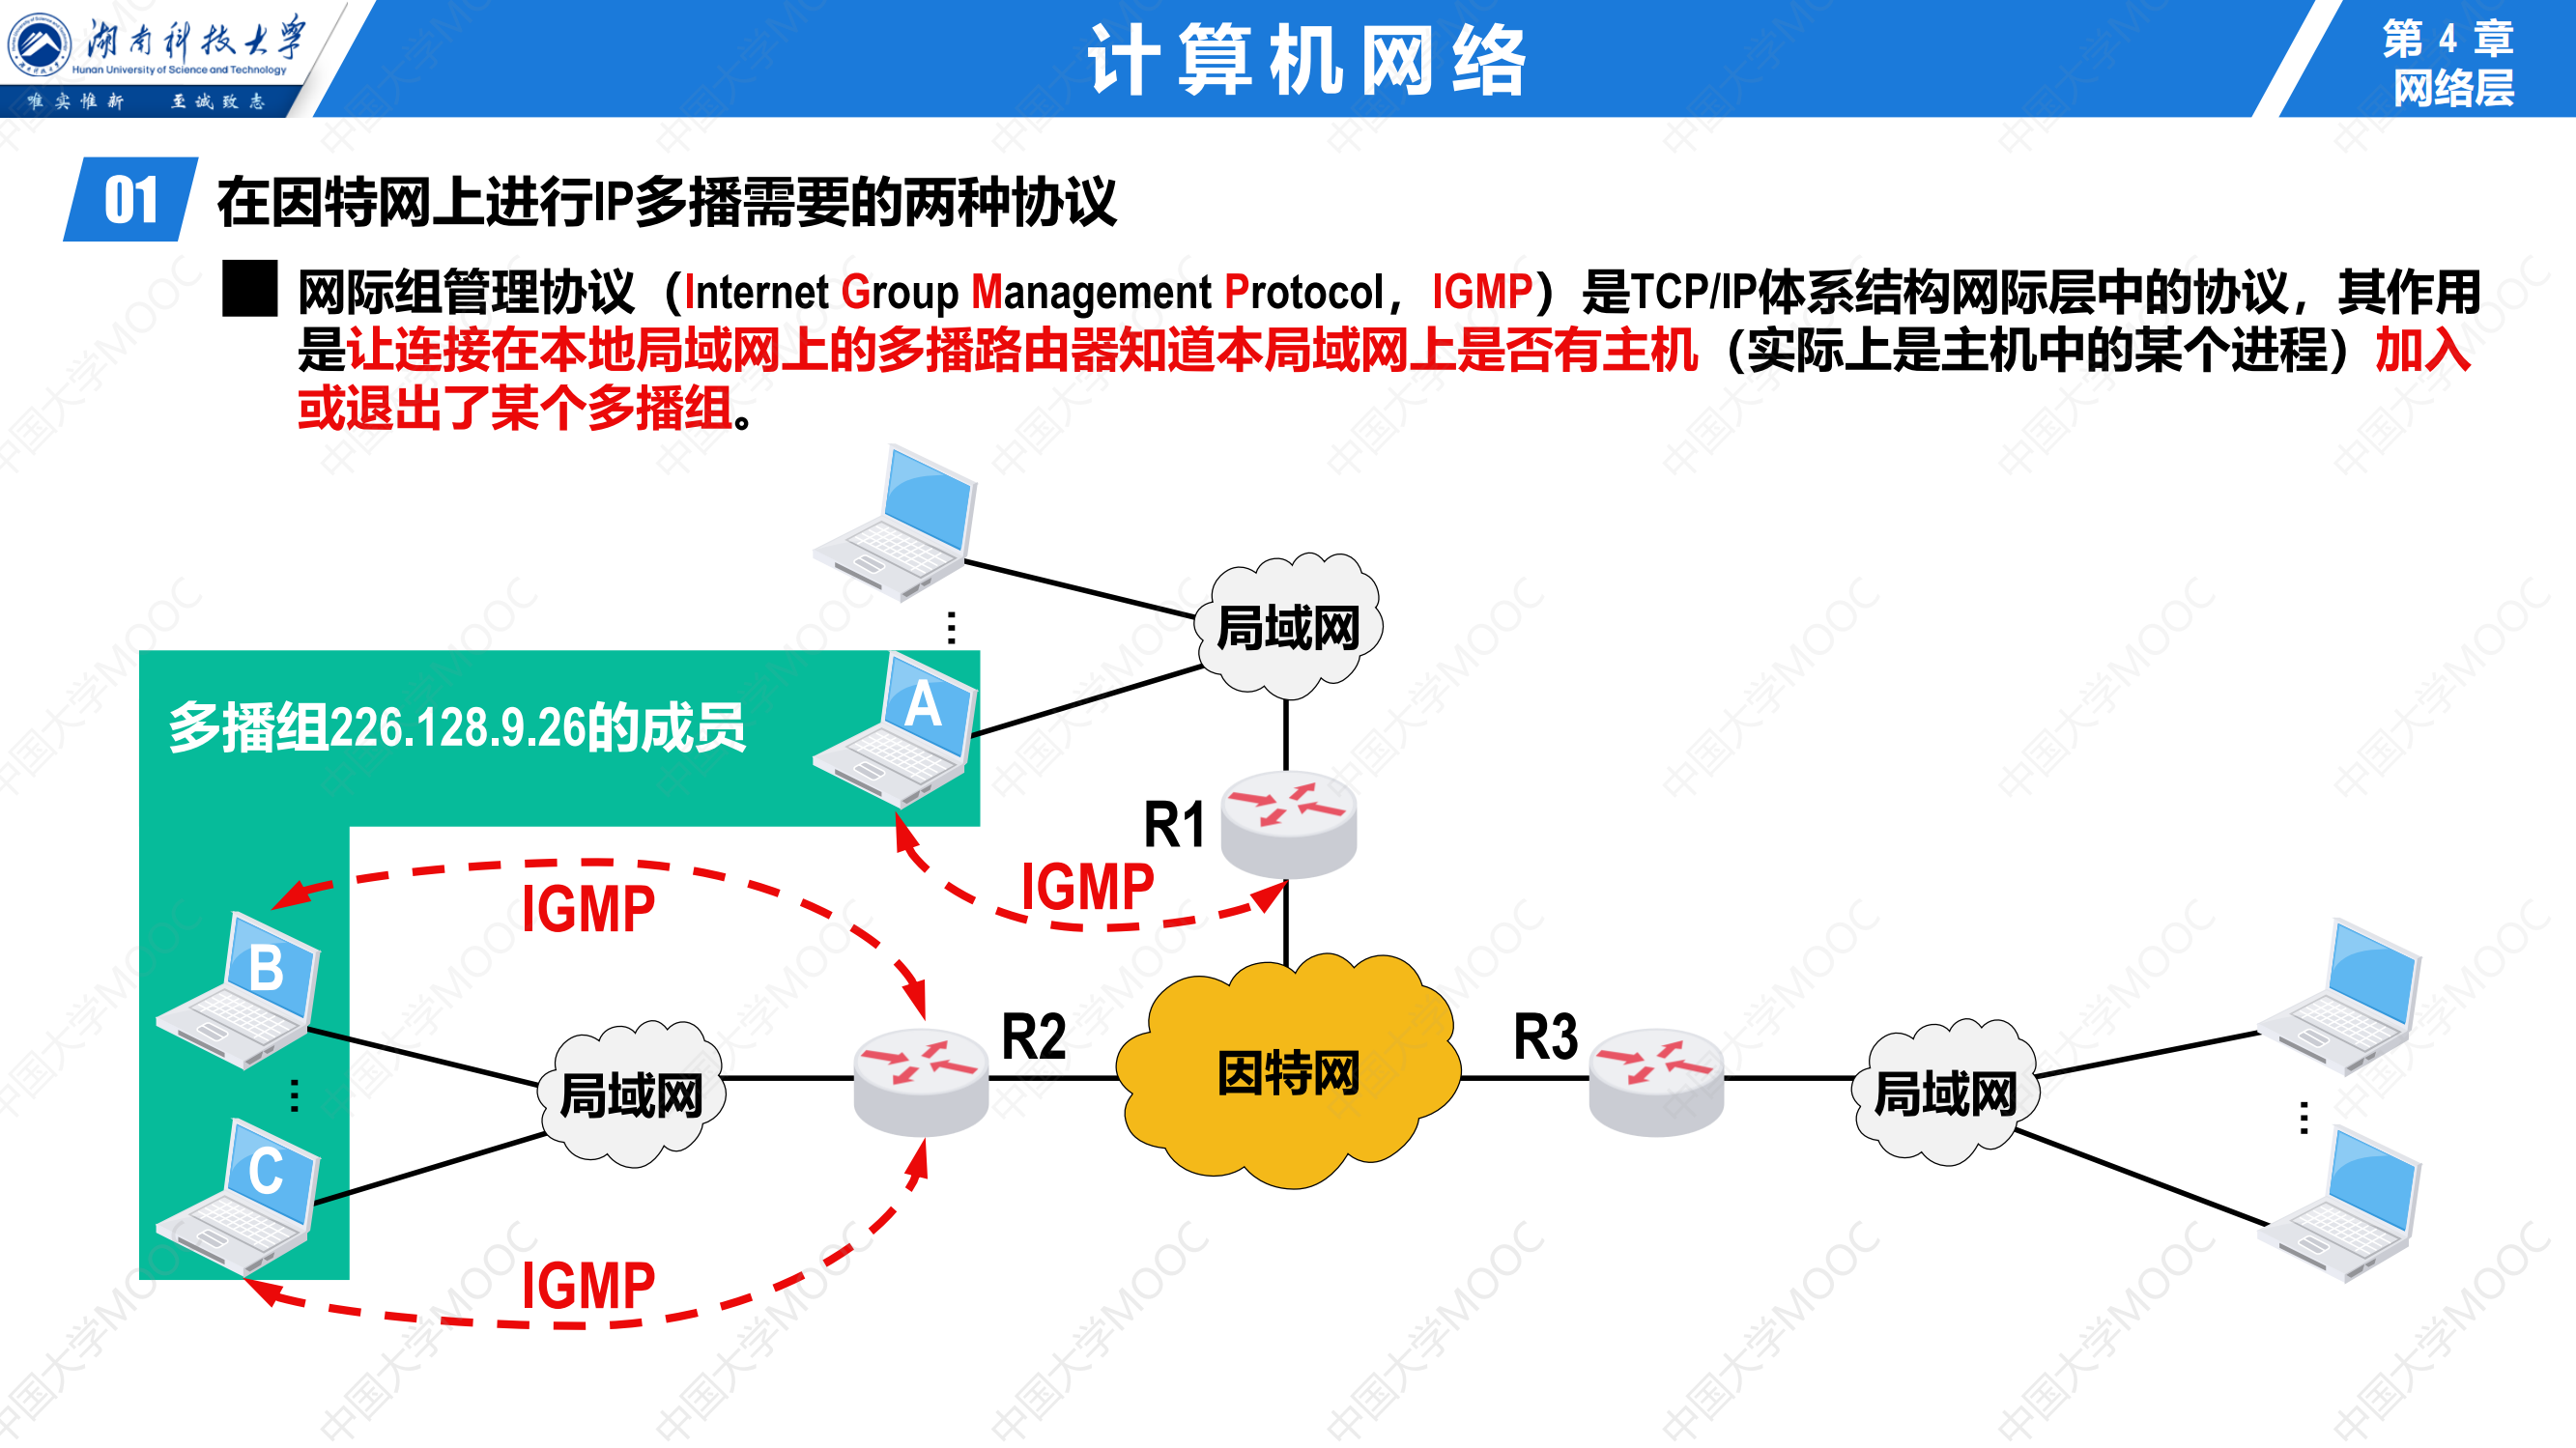 湖南科技大学
Hunan University of Science and Technology
唯实惟新 至诚致志
计算机网络
第 4 章
网络层
01 在因特网上进行IP多播需要的两种协议
网际组管理协议（Internet Group Management Protocol，IGMP）是TCP/IP体系结构网际层中的协议，其作用
是让连接在本地局域网上的多播路由器知道本局域网上是否有主机（实际上是主机中的某个进程）加入
或退出了某个多播组。
局域网
多播组226.128.9.26的成员
A
R1
IGMP
IGMP
B
R2
R3
因特网
局域网
局域网
C
IGMP
中国大学MOOC